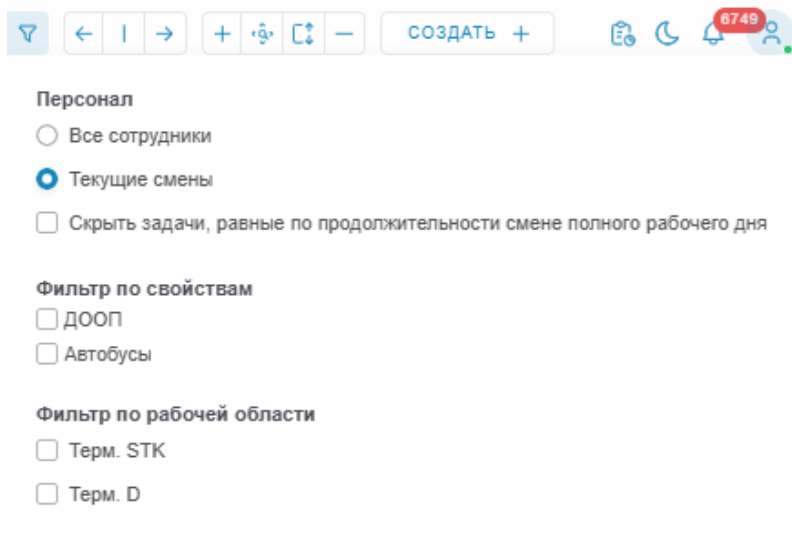 СОЗДАТЬ +
6749
Персонал
Все сотрудники
Текущие смены
Скрыть задачи, равные по продолжительности смене полного рабочего дня
Фильтр по свойствам
ДООП
Автобусы
Фильтр по рабочей области
Терм. STK
Терм. D